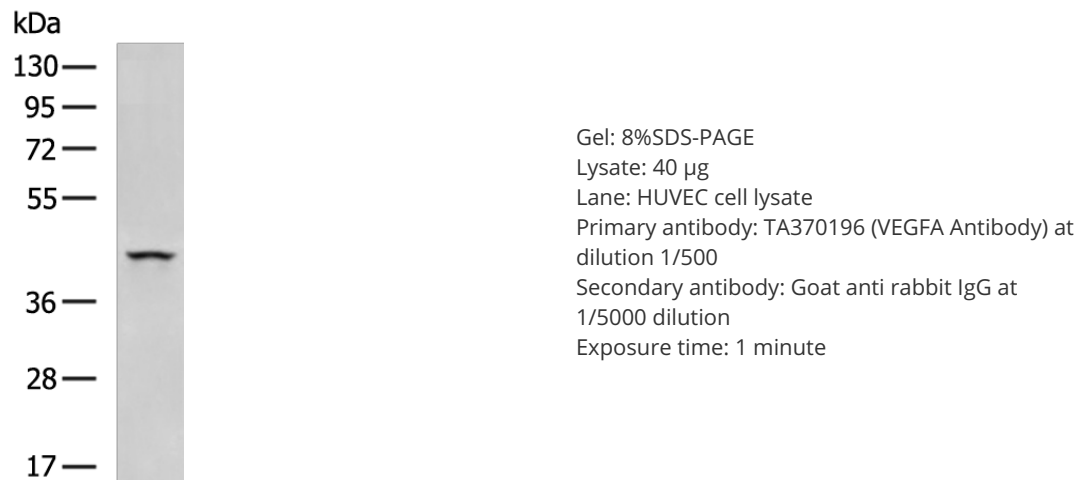 kDa
130
95
72
55
36
28
17
Gel: 8%SDS-PAGE
Lysate: 40 µg
Lane: HUVEC cell lysate
Primary antibody: TA370196 (VEGFA Antibody) at
dilution 1/500
Secondary antibody: Goat anti rabbit IgG at
1/5000 dilution
Exposure time: 1 minute